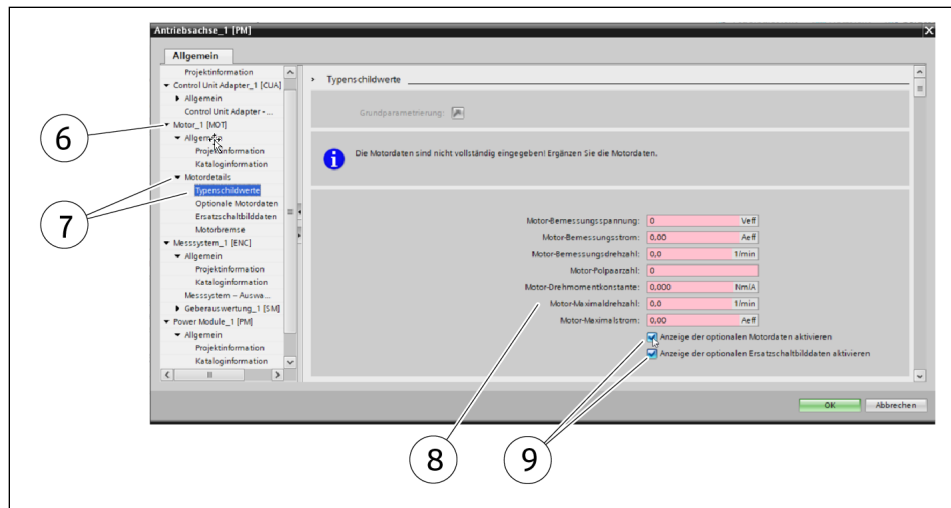 Antriebsachse_1 [PM]
Allgemein
Projektinformation
Control Unit Adapter_1 [CUA]
Allgemein
Control Unit Adapter - ...
Motor_1 [MOT]
Allgemein
Projektinformation
Kataloginformation
Motordetails
Typenschildwerte
Optionale Motordaten
Ersatzschaltbilddaten
Motorbremse
Messsystem_1 [ENC]
Allgemein
Projektinformation
Kataloginformation
Messsystem – Auswa...
Geberauswertung_1 [SM]
Power Module_1 [PM]
Allgemein
Projektinformation
Kataloginformation
Typenschildwerte
Grundparametrierung:
Die Motordaten sind nicht vollständig eingegeben! Ergänzen Sie die Motordaten.
Motor-Bemessungsspannung: 0 Veff
Motor-Bemessungsstrom: 0,00 Aeff
Motor-Bemessungsdrehzahl: 0,0 1/min
Motor-Polpaarzahl: 0
Motor-Drehmomentkonstante: 0,000 Nm/A
Motor-Maximaldrehzahl: 0,0 1/min
Motor-Maximalstrom: 0,00 Aeff
Anzeige der optionalen Motordaten aktivieren
Anzeige der optionalen Ersatzschaltbilddaten aktivieren
OK Abbrechen
6
7
8
9